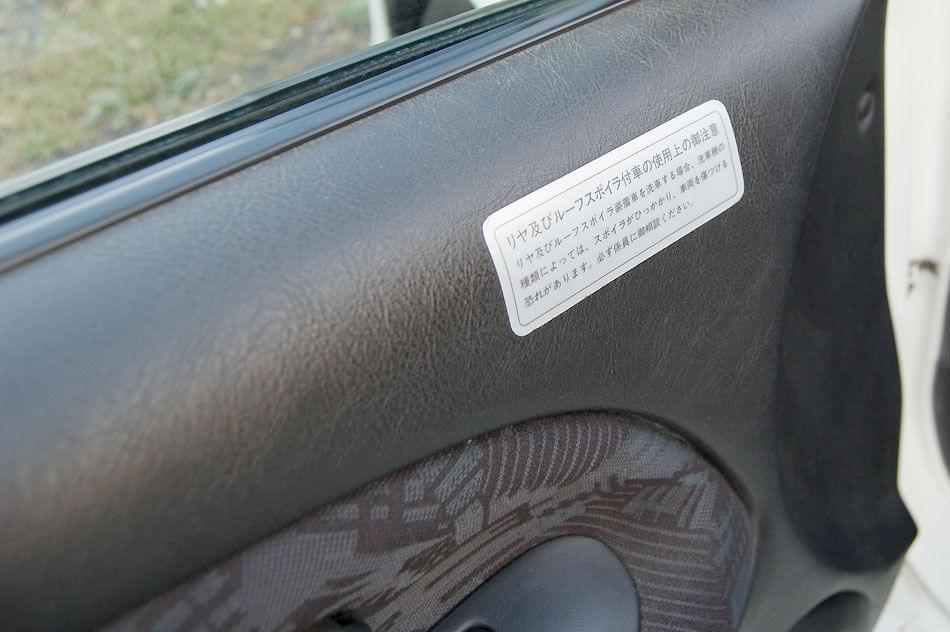 リヤ及びルーフスポイラ付車の使用上の御注意
リヤ及びルーフスポイラ装着車を洗車する場合、洗車機の
種類によっては、スポイラがひっかかり、車両を傷つける
恐れがあります。必ず係員に御相談ください。